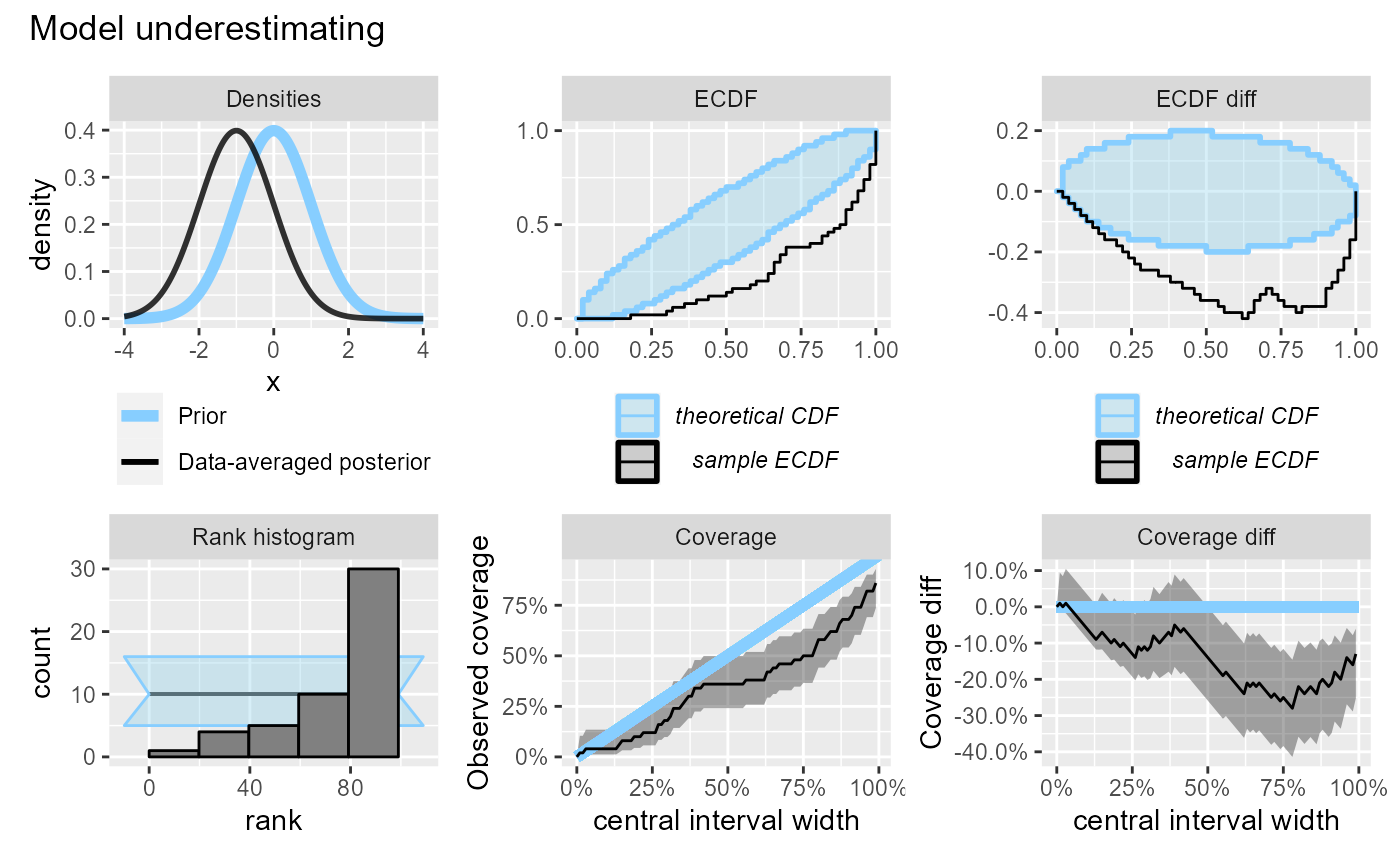 Model underestimating
Densities
density
0.4
0.3
0.2
0.1
0.0
-4 -2 0 2 4
x
Prior
Data-averaged posterior
ECDF
1.0
0.5
0.0
0.00 0.25 0.50 0.75 1.00
theoretical CDF
sample ECDF
ECDF diff
0.2
0.0
-0.2
-0.4
0.00 0.25 0.50 0.75 1.00
theoretical CDF
sample ECDF
Rank histogram
count
30
20
10
0
0 40 80
rank
Coverage
Observed coverage
75%
50%
25%
0%
0% 25% 50% 75% 100%
central interval width
Coverage diff
Coverage diff
10.0%
0.0%
-10.0%
-20.0%
-30.0%
-40.0%
0% 25% 50% 75% 100%
central interval width